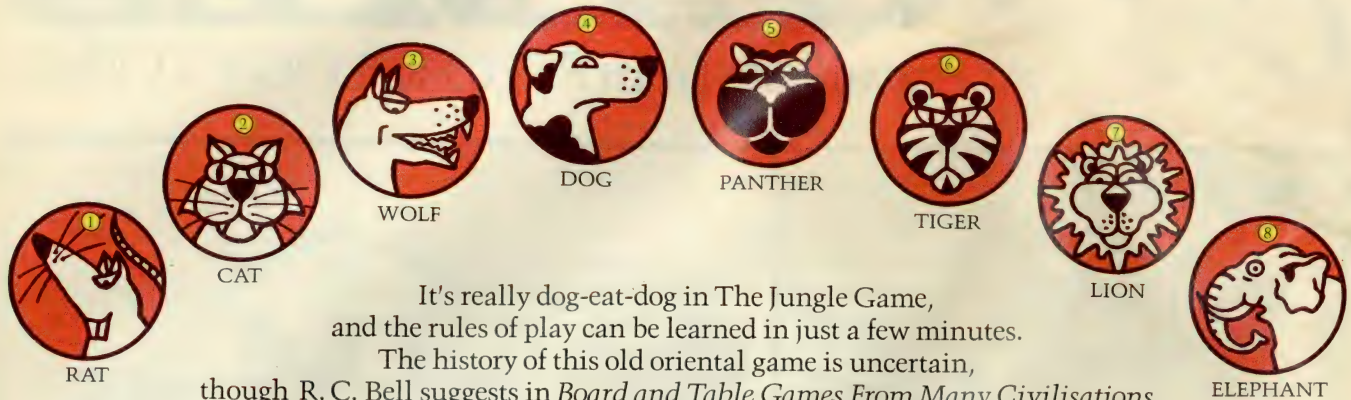 1
RAT
2
CAT
3
WOLF
4
DOG
5
PANTHER
6
TIGER
7
LION
8
ELEPHANT
It's really dog-eat-dog in The Jungle Game,
and the rules of play can be learned in just a few minutes.
The history of this old oriental game is uncertain,
though R. C. Bell suggests in Board and Table Games From Many Civilisations